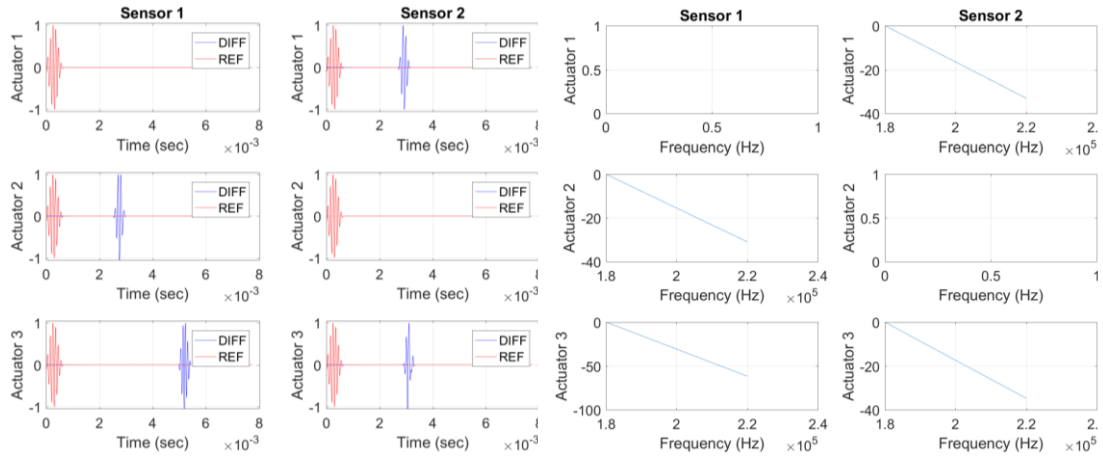 Sensor 1
Actuator 1
1
0
-1
DIFF
REF
0 2 4 6 8
Time (sec) ×10-3
Sensor 2
Actuator 1
1
0
-1
DIFF
REF
0 2 4 6 8
Time (sec) ×10-3
Sensor 1
Actuator 1
1
0.5
0
0 0.5 1
Frequency (Hz)
Sensor 2
Actuator 1
0
-20
-40
1.8 2 2.2 2.
Frequency (Hz) ×105
Actuator 2
1
0
-1
DIFF
REF
0 2 4 6 8
Time (sec) ×10-3
Actuator 2
1
0
-1
DIFF
REF
0 2 4 6 8
Time (sec) ×10-3
Actuator 2
0
-20
-40
1.8 2 2.2 2.4
Frequency (Hz) ×105
Actuator 2
1
0.5
0
0 0.5 1
Frequency (Hz)
Actuator 3
1
0
-1
DIFF
REF
0 2 4 6 8
Time (sec) ×10-3
Actuator 3
1
0
-1
DIFF
REF
0 2 4 6 8
Time (sec) ×10-3
Actuator 3
0
-50
-100
1.8 2 2.2 2.4
Frequency (Hz) ×105
Actuator 3
0
-20
-40
1.8 2 2.2 2.
Frequency (Hz) ×105